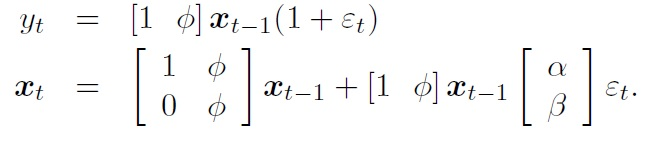 y_t = [1 ϕ] x_{t−1}(1 + ε_t)
x_t = [1 ϕ; 0 ϕ] x_{t−1} + [1 ϕ] x_{t−1} [α; β] ε_t.